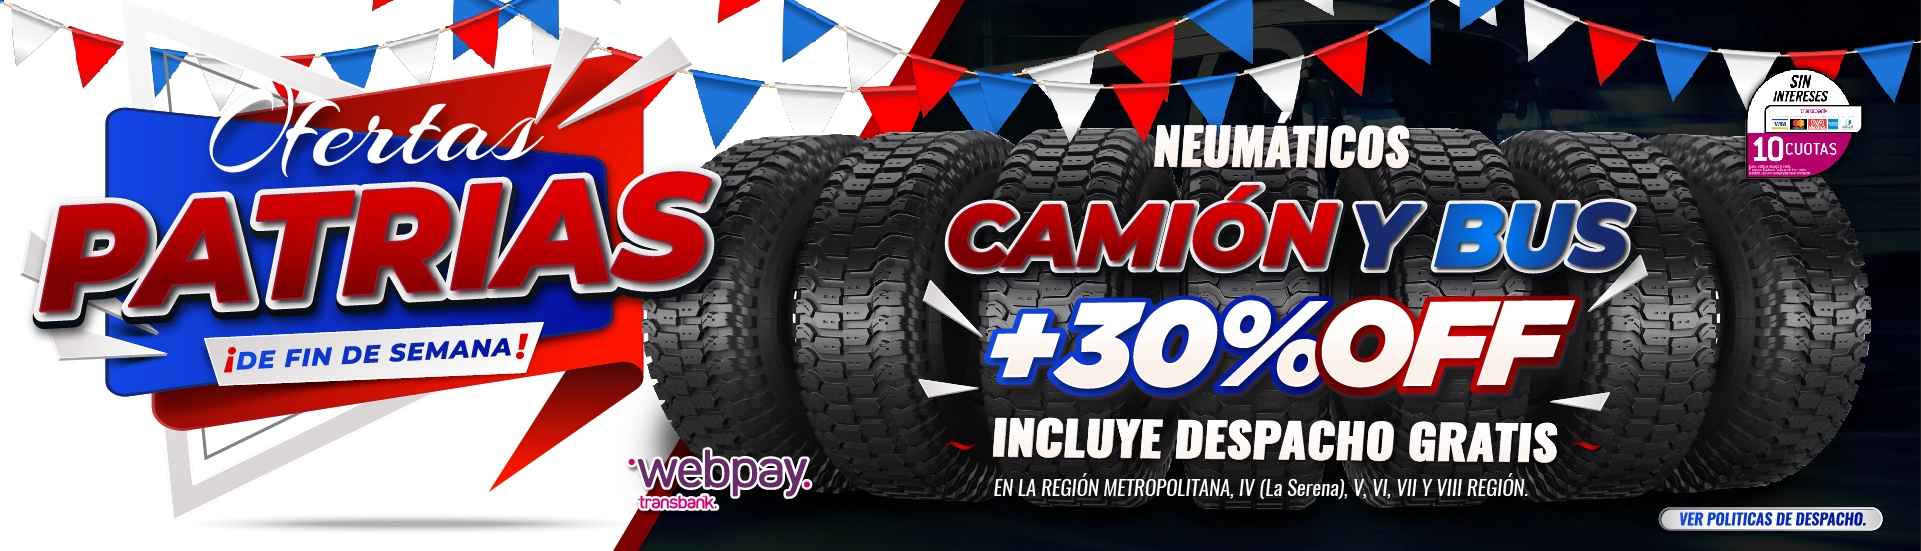 Ofertas
PATRIAS
¡DE FIN DE SEMANA!
webpay.
transbank.
NEUMÁTICOS
CAMIÓN Y BUS
+30%OFF
INCLUYE DESPACHO GRATIS
EN LA REGIÓN METROPOLITANA, IV (La Serena), V, VI, VII Y VIII REGIÓN.
SIN
INTERESES
transbank
VISA
10 CUOTAS
VER POLITICAS DE DESPACHO.